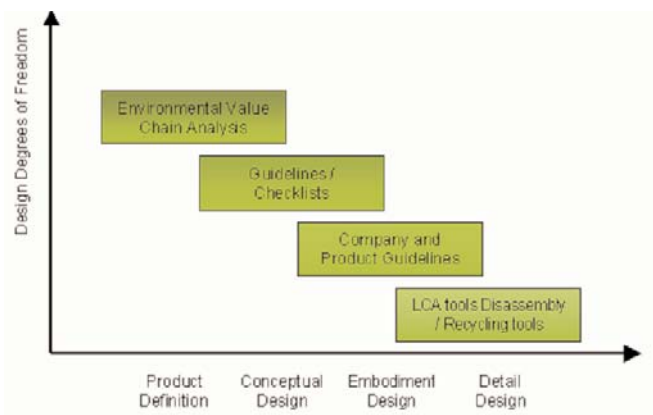 Design Degrees of Freedom
Environmental Value
Chain Analysis
Guidelines /
Checklists
Company and
Product Guidelines
LCA tools Disassembly
/ Recycling tools
Product
Definition
Conceptual
Design
Embodiment
Design
Detail
Design